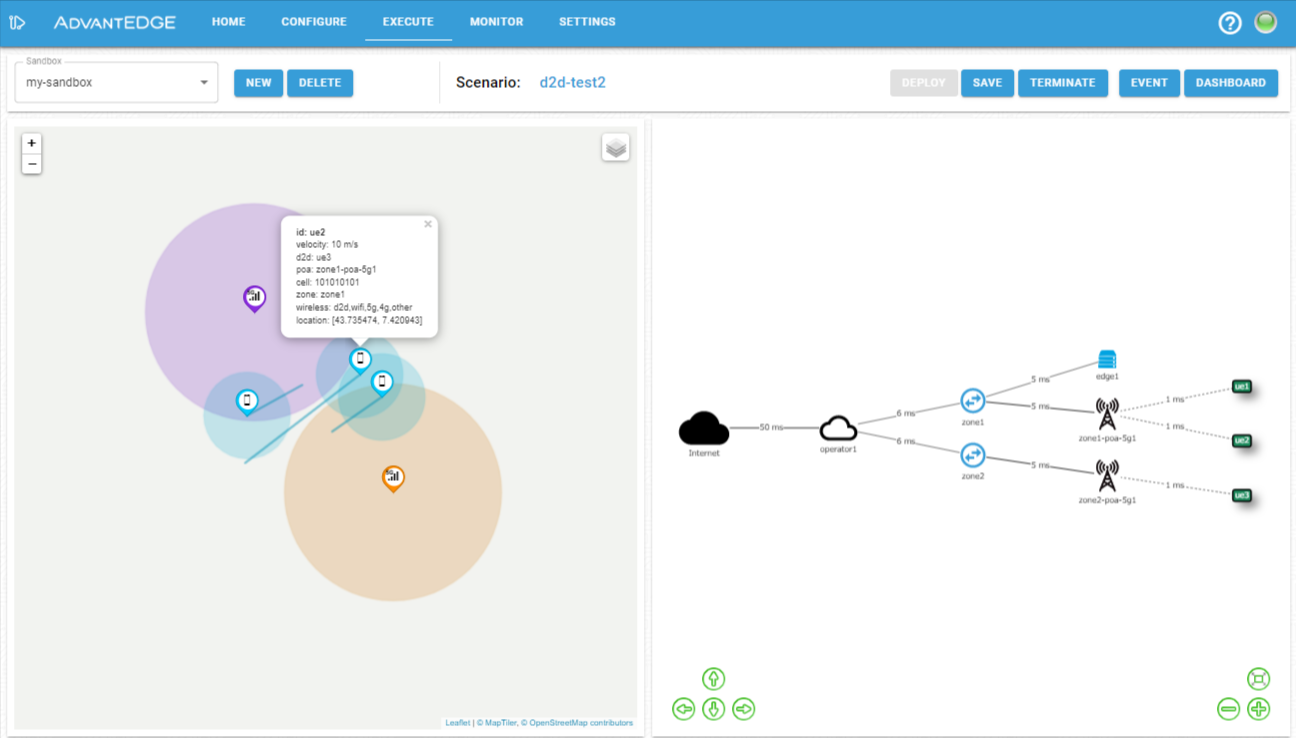 ADVANTEDGE HOME CONFIGURE EXECUTE MONITOR SETTINGS
Sandbox
my-sandbox NEW DELETE Scenario: d2d-test2 DEPLOY SAVE TERMINATE EVENT DASHBOARD
+
−
×
id: ue2
velocity: 10 m/s
d2d: ue3
poa: zone1-poa-5g1
cell: 101010101
zone: zone1
wireless: d2d,wifi,5g,4g,other
location: [43.735474, 7.420943]
5G
5G
Leaflet | © MapTiler, © OpenStreetMap contributors
edge1
5 ms
ue1
1 ms
6 ms
zone1
5 ms
zone1-poa-5g1
1 ms
ue2
Internet
50 ms
operator1
6 ms
zone2
5 ms
zone2-poa-5g1
1 ms
ue3